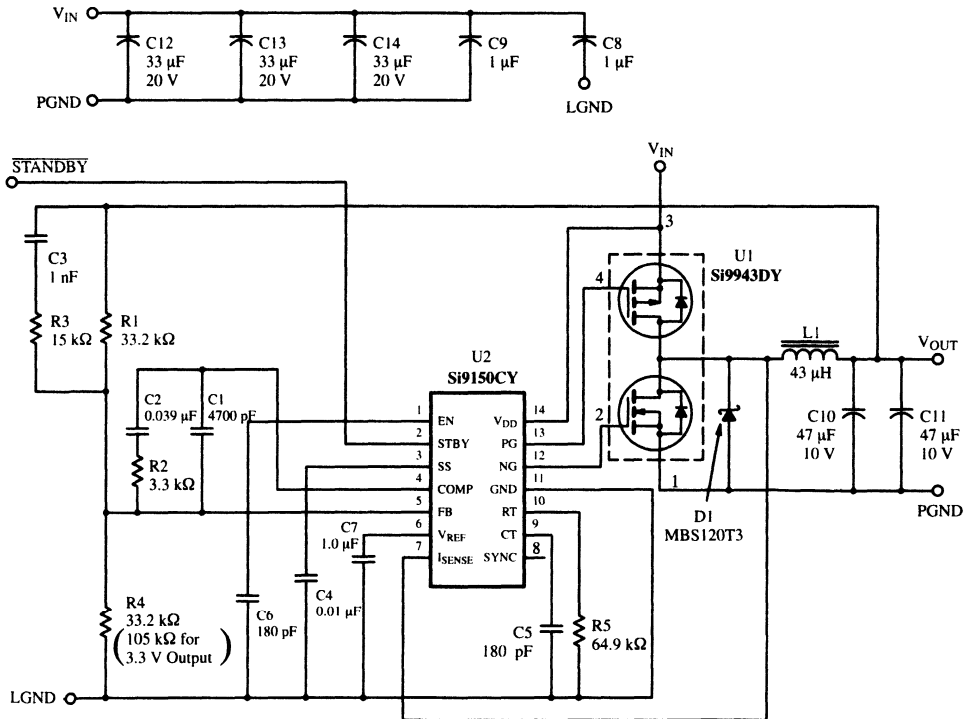 V_IN
C12
33 µF
20 V
C13
33 µF
20 V
C14
33 µF
20 V
C9
1 µF
C8
1 µF
PGND
LGND
STANDBY
V_IN
3
C3
1 nF
U1
Si9943DY
4
R3
15 kΩ
R1
33.2 kΩ
L1
43 µH
V_OUT
U2
Si9150CY
C2
0.039 µF
C1
4700 pF
R2
3.3 kΩ
1 EN V_DD 14
2 STBY PG 13
3 SS NG 12
4 COMP GND 11
5 FB RT 10
6 V_REF CT 9
7 I_SENSE SYNC 8
2
1
C10
47 µF
10 V
C11
47 µF
10 V
D1
MBS120T3
PGND
C7
1.0 µF
R4
33.2 kΩ
(105 kΩ for
3.3 V Output)
C6
180 pF
C4
0.01 µF
C5
180 pF
R5
64.9 kΩ
LGND